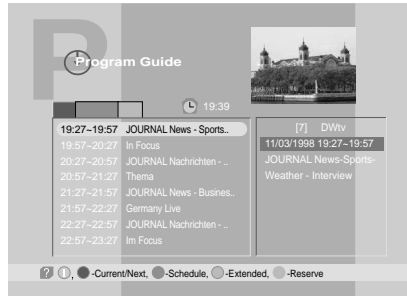 P
Program Guide
19:39
19:27~19:57 JOURNAL News - Sports..
19:57~20:27 In Focus
20:27~20:57 JOURNAL Nachrichten - ..
20:57~21:27 Thema
21:27~21:57 JOURNAL News - Busines..
21:57~22:27 Germany Live
22:27~22:57 JOURNAL Nachrichten - ..
22:57~23:27 Im Focus
[7] DWtv
11/03/1998 19:27~19:57
JOURNAL News-Sports-
Weather - Interview
? , -Current/Next, -Schedule, -Extended, -Reserve